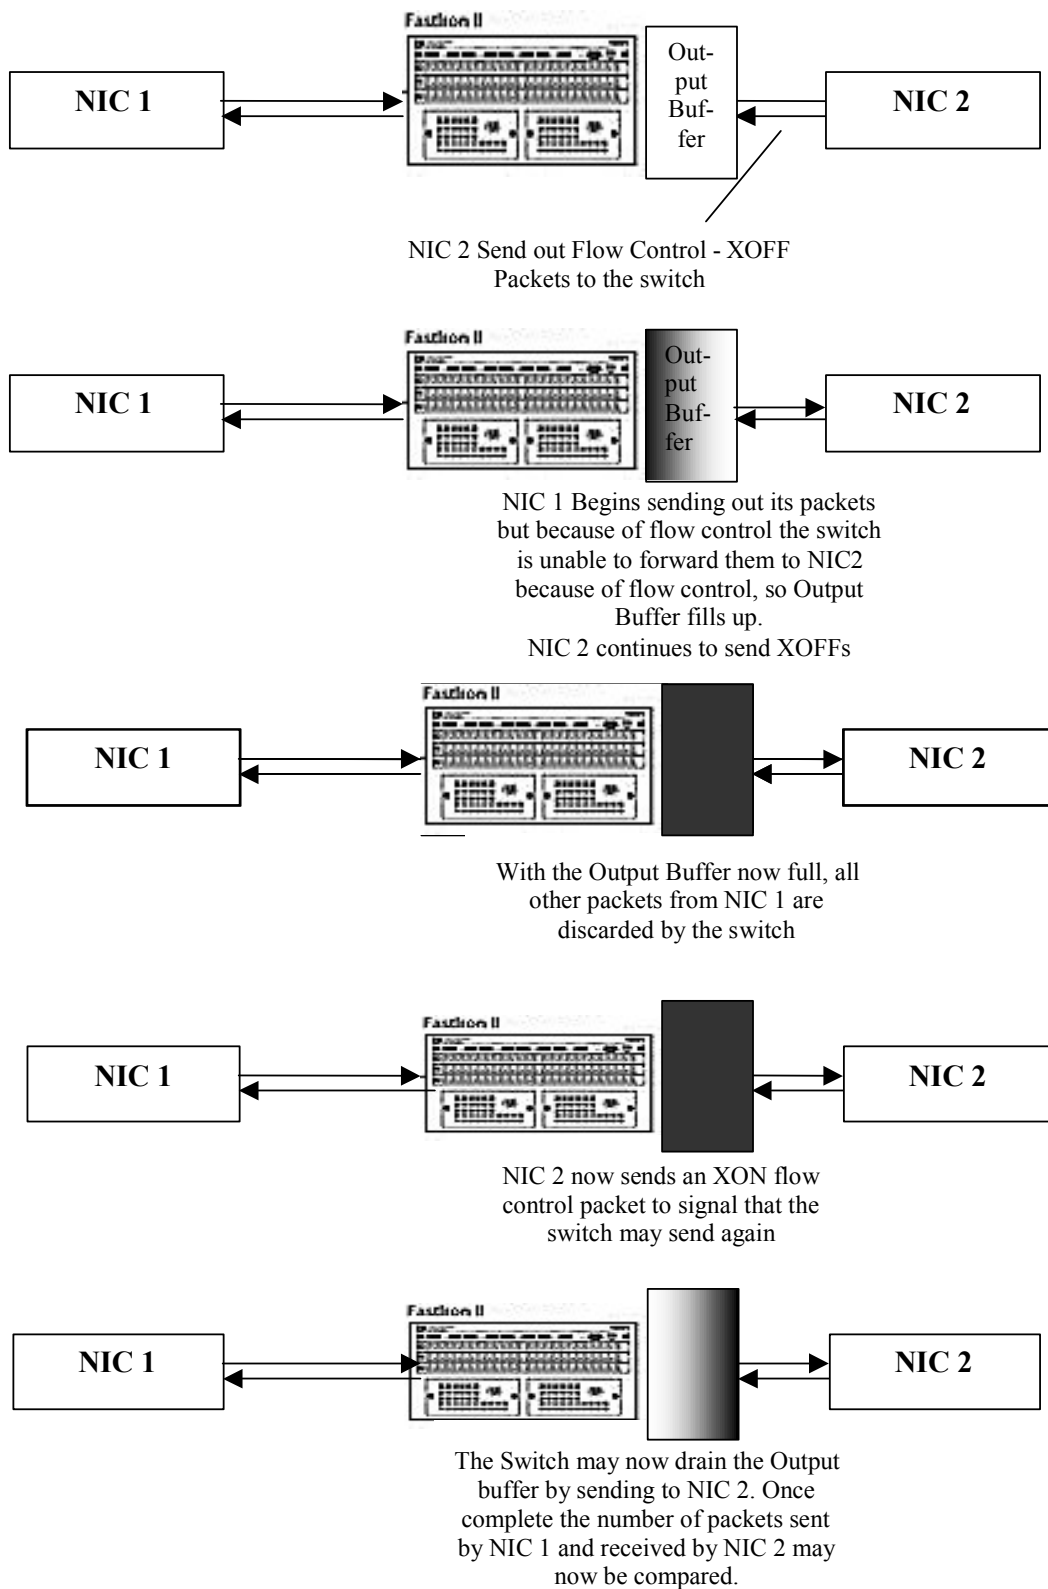 FastIron II
NIC 1
Out-
put
Buf-
fer
NIC 2
NIC 2 Send out Flow Control - XOFF
Packets to the switch
FastIron II
NIC 1
Out-
put
Buf-
fer
NIC 2
NIC 1 Begins sending out its packets
but because of flow control the switch
is unable to forward them to NIC2
because of flow control, so Output
Buffer fills up.
NIC 2 continues to send XOFFs
FastIron II
NIC 1
NIC 2
With the Output Buffer now full, all
other packets from NIC 1 are
discarded by the switch
FastIron II
NIC 1
NIC 2
NIC 2 now sends an XON flow
control packet to signal that the
switch may send again
FastIron II
NIC 1
NIC 2
The Switch may now drain the Output
buffer by sending to NIC 2. Once
complete the number of packets sent
by NIC 1 and received by NIC 2 may
now be compared.